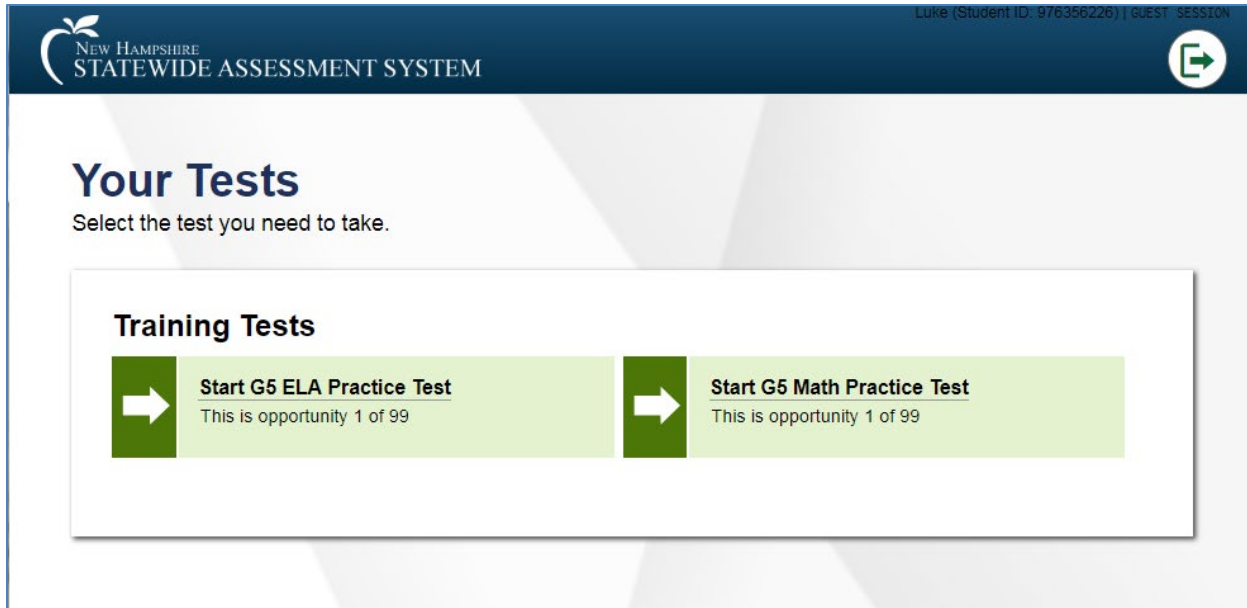 Luke (Student ID: 976356226) | GUEST SESSION
NEW HAMPSHIRE
STATEWIDE ASSESSMENT SYSTEM
Your Tests
Select the test you need to take.
Training Tests
Start G5 ELA Practice Test
This is opportunity 1 of 99
Start G5 Math Practice Test
This is opportunity 1 of 99